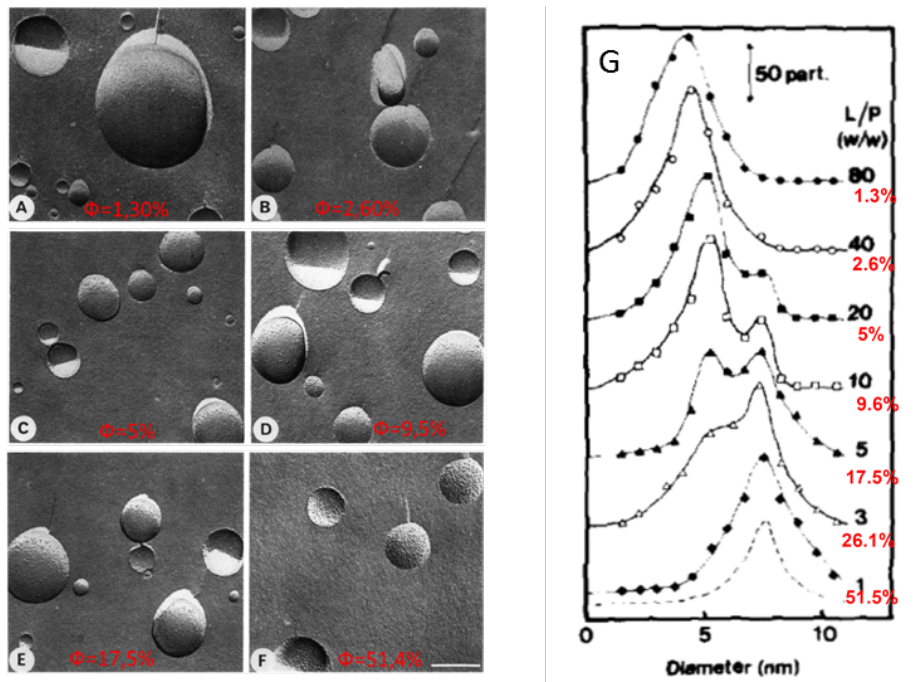 A
Φ=1,30%
B
Φ=2,60%
C
Φ=5%
D
Φ=9,5%
E
Φ=17,5%
F
Φ=51,4%
G
50 part.
L/P
(w/w)
80
1.3%
40
2.6%
20
5%
10
9.6%
5
17.5%
3
26.1%
1
51.5%
0 5 10
Diameter (nm)